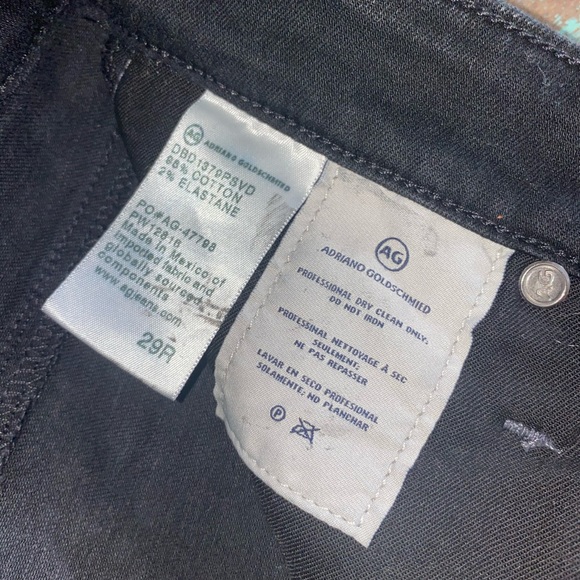 AG ADRIANO GOLDSCHMIED
DBD1379PSVD
98% COTTON
2% ELASTANE
PO#AG-47798
PW12816
Made in Mexico of
imported fabric and
globally sourced
components
www.agjeans.com
29R
AG
ADRIANO GOLDSCHMIED
PROFESSIONAL DRY CLEAN ONLY;
DO NOT IRON
PROFESSINAL NETTOYAGE À SEC
SEULEMENT;
NE PAS REPASSER
LAVAR EN SECO PROFESIONAL
SOLAMENTE; NO PLANCHAR
P